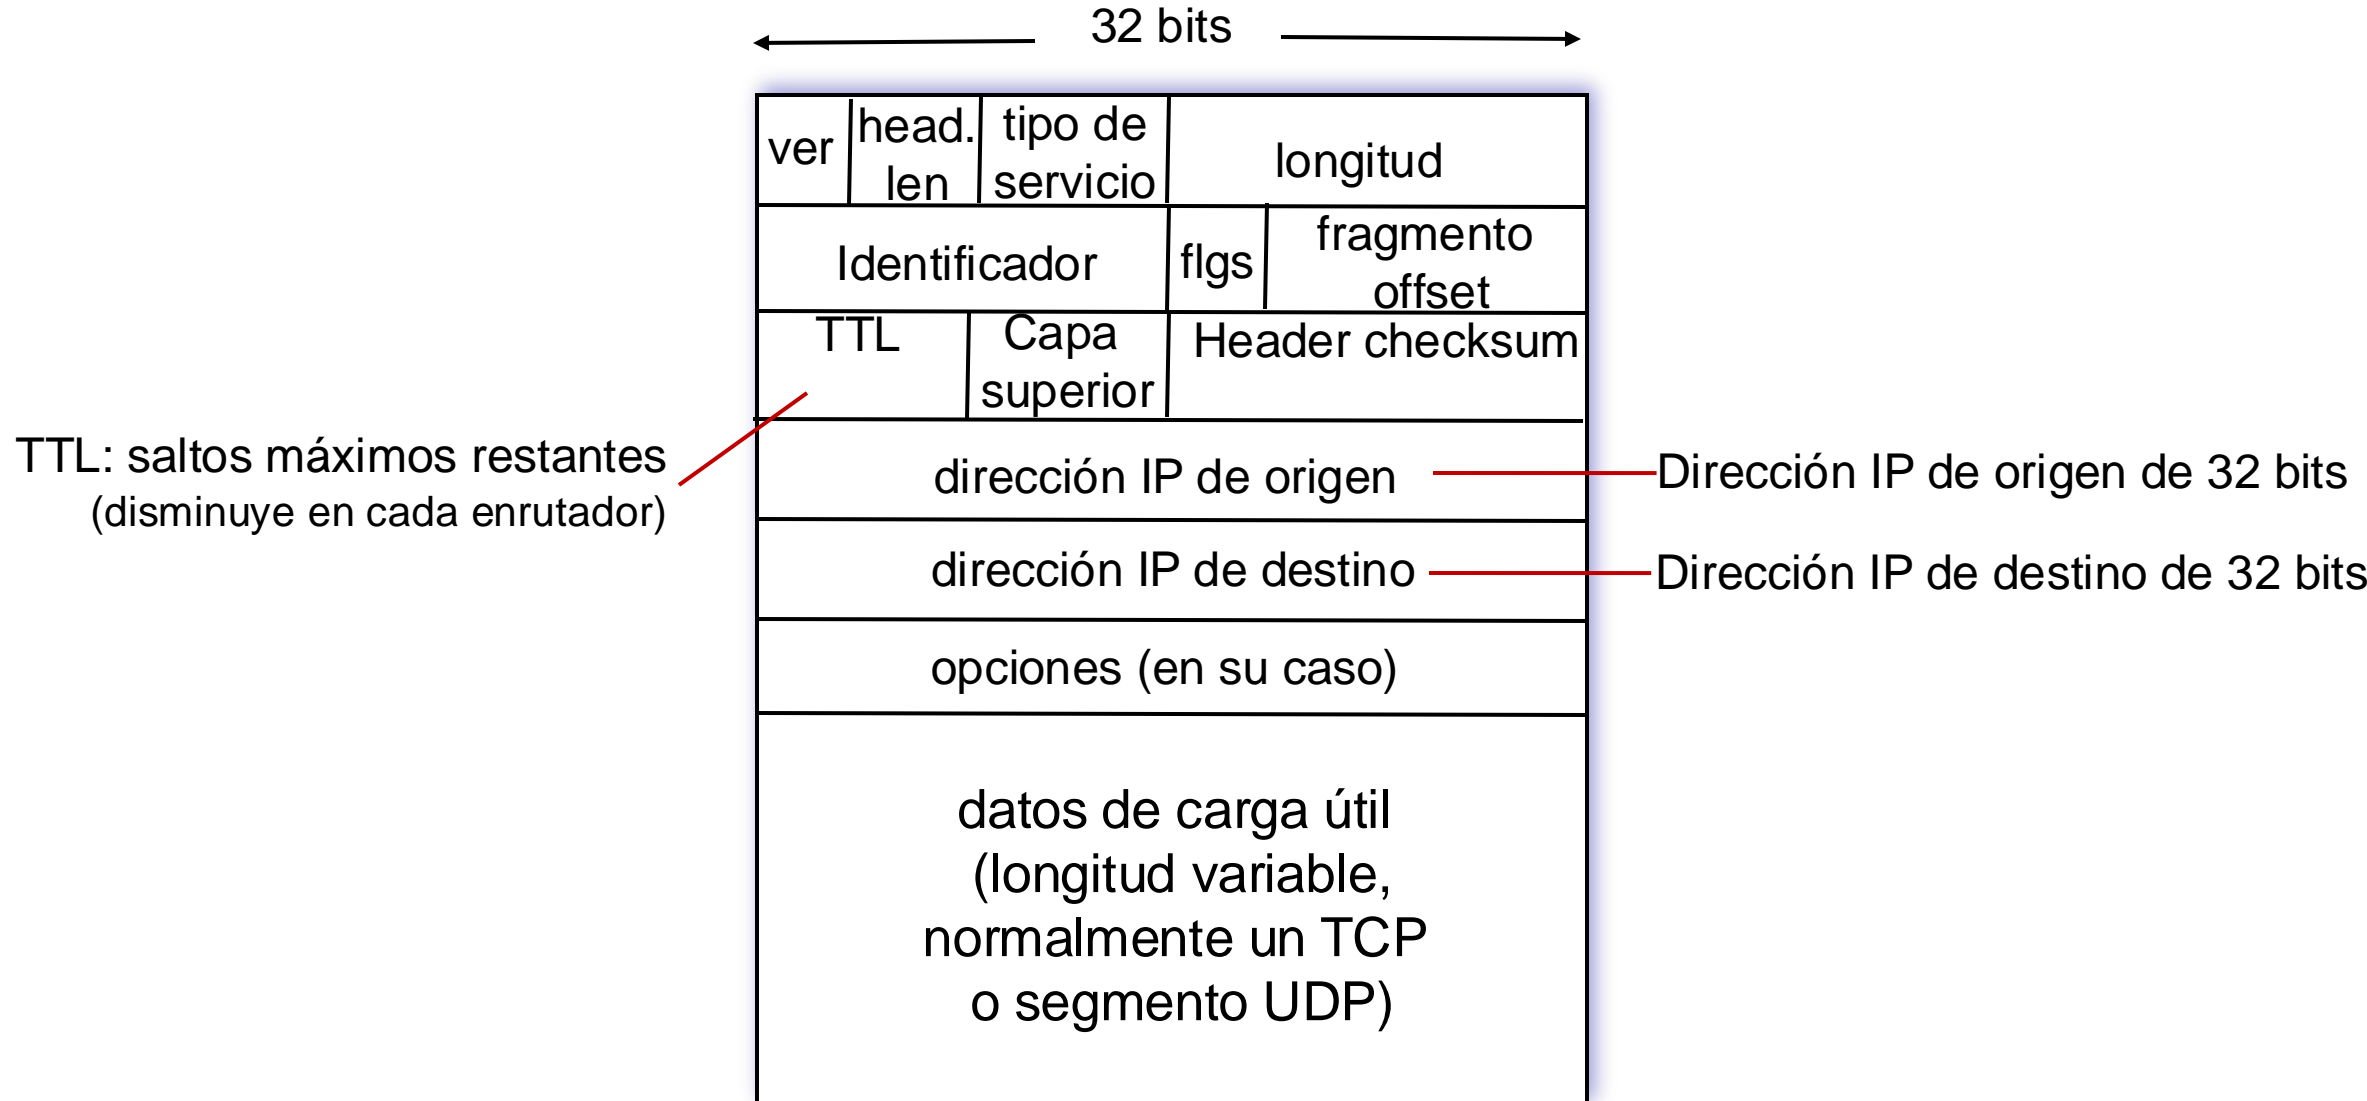 32 bits
ver
head.
len
tipo de
servicio
longitud
Identificador
flgs
fragmento
offset
TTL
Capa
superior
Header checksum
TTL: saltos máximos restantes
(disminuye en cada enrutador)
dirección IP de origen
Dirección IP de origen de 32 bits
dirección IP de destino
Dirección IP de destino de 32 bits
opciones (en su caso)
datos de carga útil
(longitud variable,
normalmente un TCP
o segmento UDP)